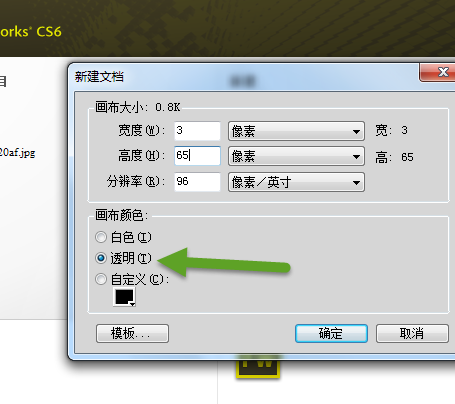 orks® CS6
目
新建文档
20af.jpg
画布大小: 0.8K
宽度(W): 3 像素 宽: 3
高度(H): 65 像素 高: 65
分辨率(R): 96 像素／英寸
画布颜色:
白色(I)
透明(T)
自定义(C):
模板... 确定 取消